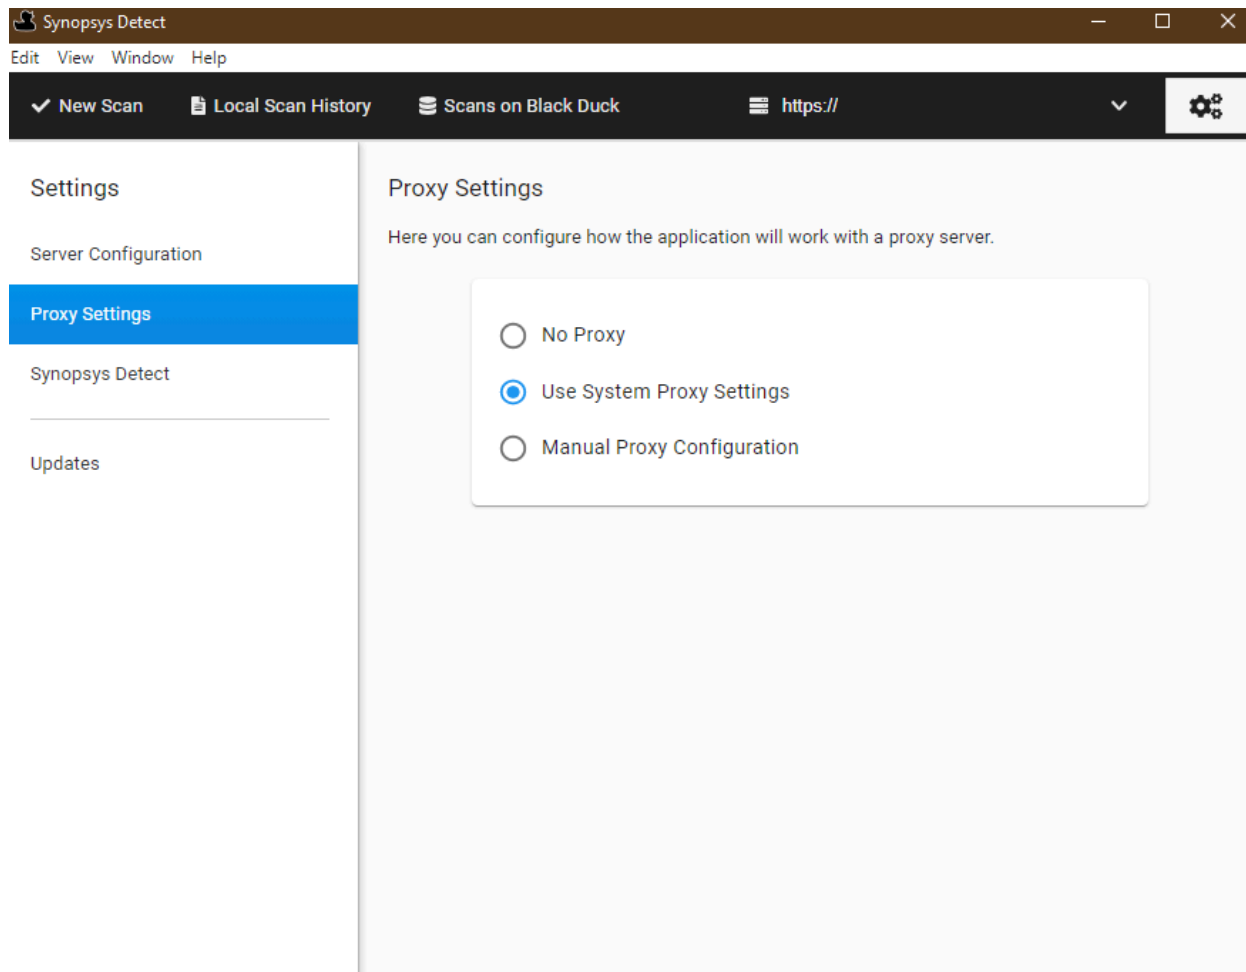 Synopsys Detect
Edit View Window Help
New Scan Local Scan History Scans on Black Duck https://
Settings
Server Configuration
Proxy Settings
Synopsys Detect
Updates
Proxy Settings
Here you can configure how the application will work with a proxy server.
No Proxy
Use System Proxy Settings
Manual Proxy Configuration